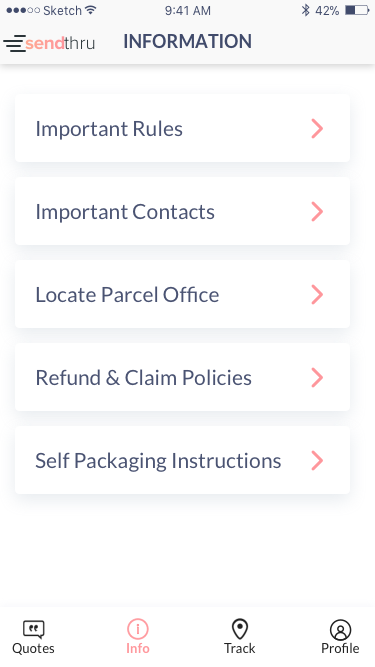 Sketch 9:41 AM 42%
sendthru INFORMATION
Important Rules
Important Contacts
Locate Parcel Office
Refund & Claim Policies
Self Packaging Instructions
Quotes Info Track Profile